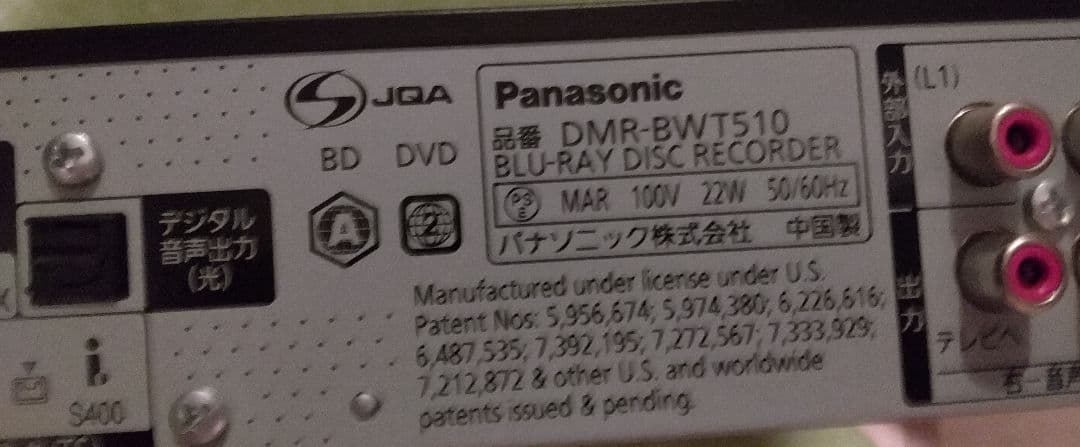 JQA
BD DVD
A
2
Panasonic
品番 DMR-BWT510
BLU-RAY DISC RECORDER
PS
E MAR 100V 22W 50/60Hz
パナソニック株式会社 中国製
Manufactured under license under U.S.
Patent Nos: 5,956,674; 5,974,380; 6,226,616;
6,487,535; 7,392,195; 7,272,567; 7,333,929;
7,212,872 & other U.S. and worldwide
patents issued & pending.
デジタル
音声出力
(光)
i
S400
外部入力
(L1)
出力
テレビへ
右-音声